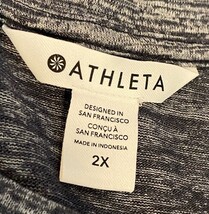 ATHLETA
DESIGNED IN
SAN FRANCISCO
CONÇU À
SAN FRANCISCO
MADE IN INDONESIA
2X